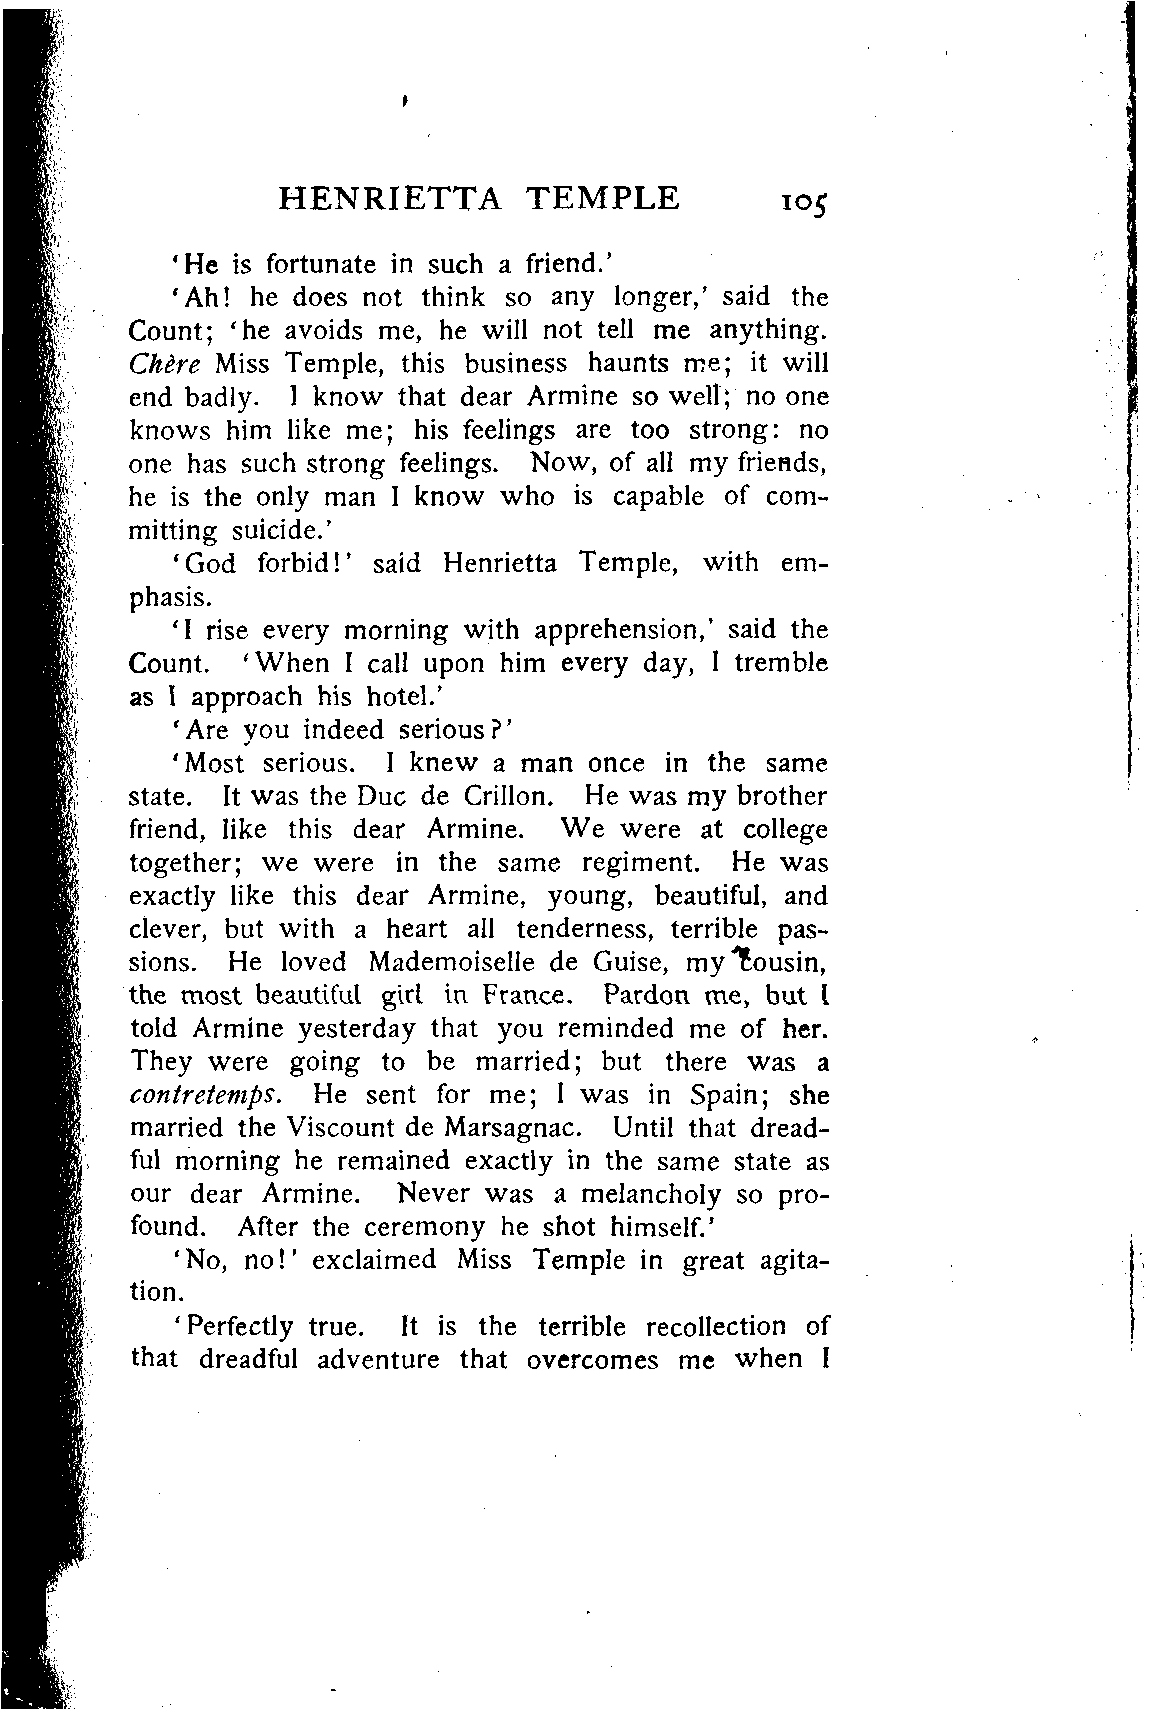 HENRIETTA TEMPLE 105
‘He is fortunate in such a friend.’
‘Ah! he does not think so any longer,’ said the
Count; ‘he avoids me, he will not tell me anything.
Chère Miss Temple, this business haunts me; it will
end badly. I know that dear Armine so well; no one
knows him like me; his feelings are too strong: no
one has such strong feelings. Now, of all my friends,
he is the only man I know who is capable of com-
mitting suicide.’
‘God forbid!’ said Henrietta Temple, with em-
phasis.
‘I rise every morning with apprehension,’ said the
Count. ‘When I call upon him every day, I tremble
as I approach his hotel.’
‘Are you indeed serious?’
‘Most serious. I knew a man once in the same
state. It was the Duc de Crillon. He was my brother
friend, like this dear Armine. We were at college
together; we were in the same regiment. He was
exactly like this dear Armine, young, beautiful, and
clever, but with a heart all tenderness, terrible pas-
sions. He loved Mademoiselle de Guise, my cousin,
the most beautiful girl in France. Pardon me, but I
told Armine yesterday that you reminded me of her.
They were going to be married; but there was a
contretemps. He sent for me; I was in Spain; she
married the Viscount de Marsagnac. Until that dread-
ful morning he remained exactly in the same state as
our dear Armine. Never was a melancholy so pro-
found. After the ceremony he shot himself.’
‘No, no!’ exclaimed Miss Temple in great agita-
tion.
‘Perfectly true. It is the terrible recollection of
that dreadful adventure that overcomes me when I